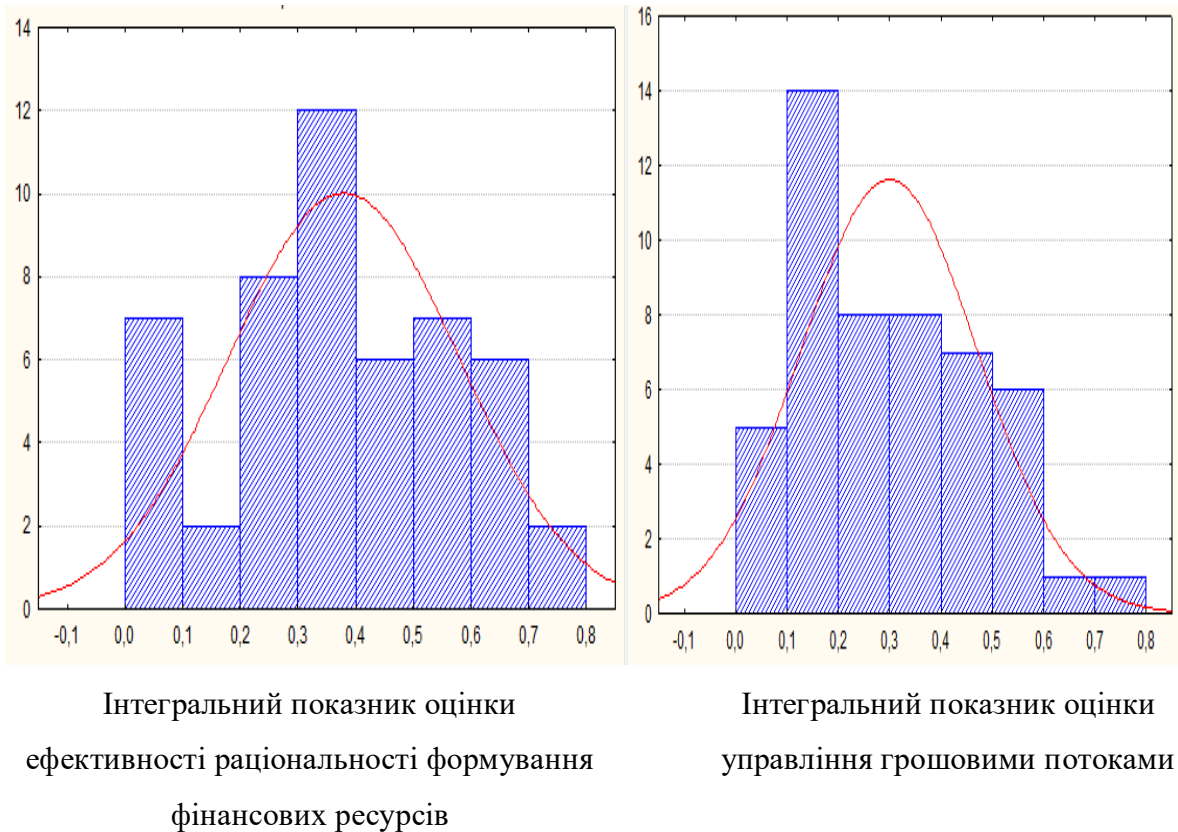 14
12
10
8
6
4
2
0
-0,1 0,0 0,1 0,2 0,3 0,4 0,5 0,6 0,7 0,8
16
14
12
10
8
6
4
2
0
-0,1 0,0 0,1 0,2 0,3 0,4 0,5 0,6 0,7 0,8
Інтегральний показник оцінки
ефективності раціональності формування
фінансових ресурсів
Інтегральний показник оцінки
управління грошовими потоками